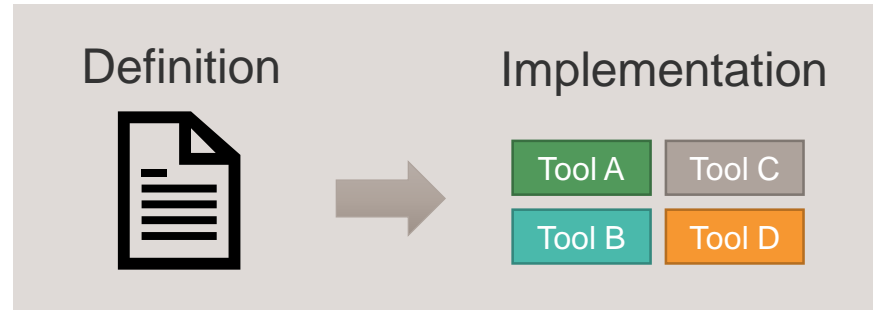 Definition
Implementation
Tool A
Tool C
Tool B
Tool D